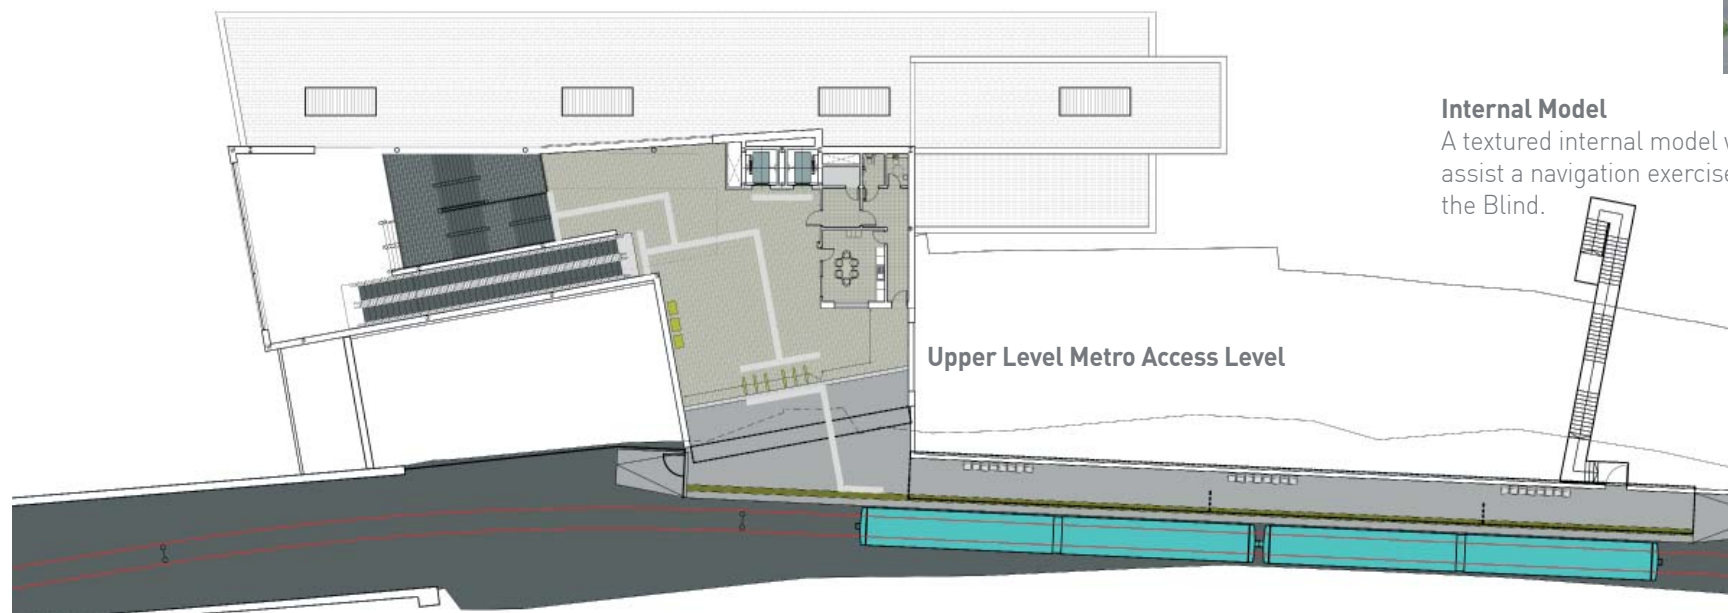 Internal Model
A textured internal model
assist a navigation exercise
the Blind.
Upper Level Metro Access Level